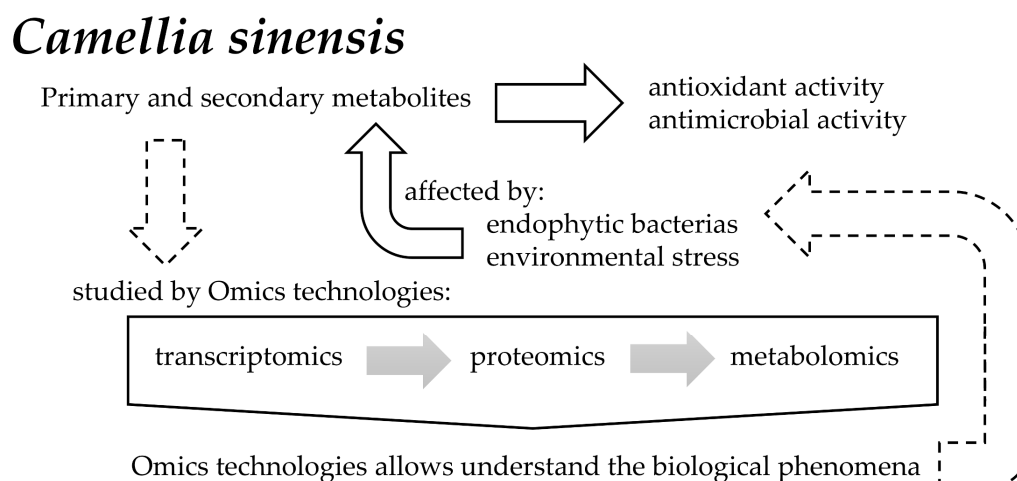 Camellia sinensis
Primary and secondary metabolites
antioxidant activity
antimicrobial activity
affected by:
endophytic bacterias
environmental stress
studied by Omics technologies:
transcriptomics
proteomics
metabolomics
Omics technologies allows understand the biological phenomena